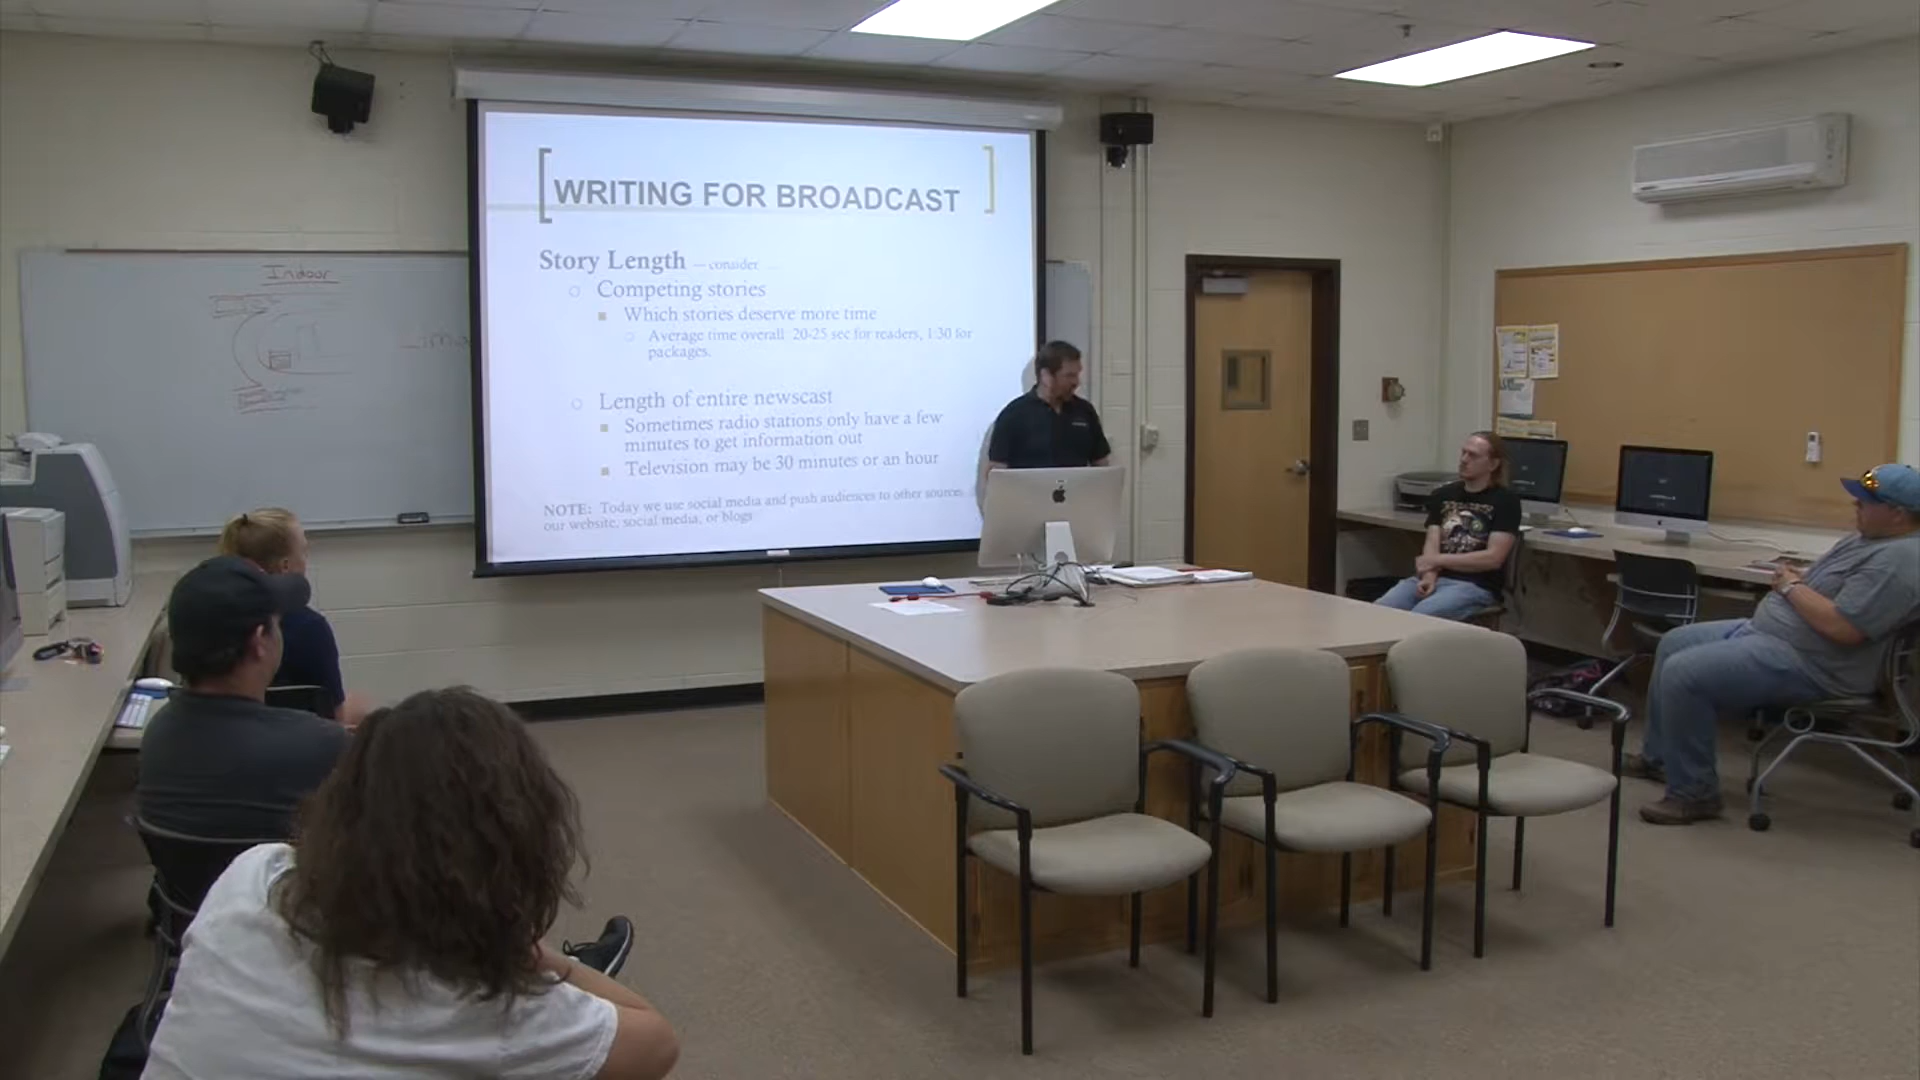 WRITING FOR BROADCAST
Story Length – consider ...
Competing stories
Which stories deserve more time
Average time overall 20-25 sec for readers, 1:30 for
packages.
Length of entire newscast
Sometimes radio stations only have a few
minutes to get information out
Television may be 30 minutes or an hour
NOTE: Today we use social media and push audiences to other
our website, social media, or blogs
Indoor